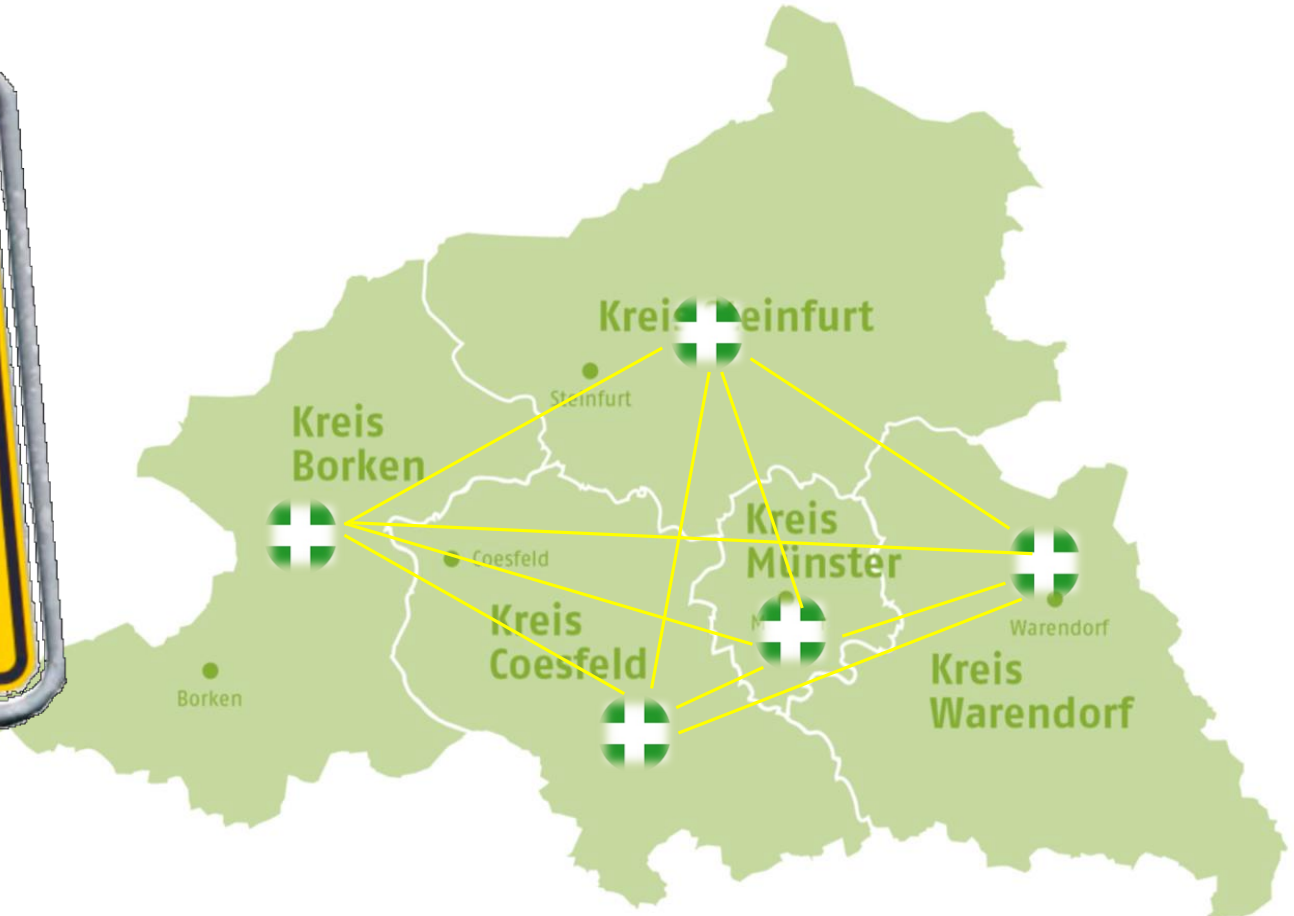 Kreis Steinfurt
Steinfurt
Kreis
Borken
Kreis
Münster
Coesfeld
Kreis
Coesfeld
Warendorf
Kreis
Warendorf
Borken